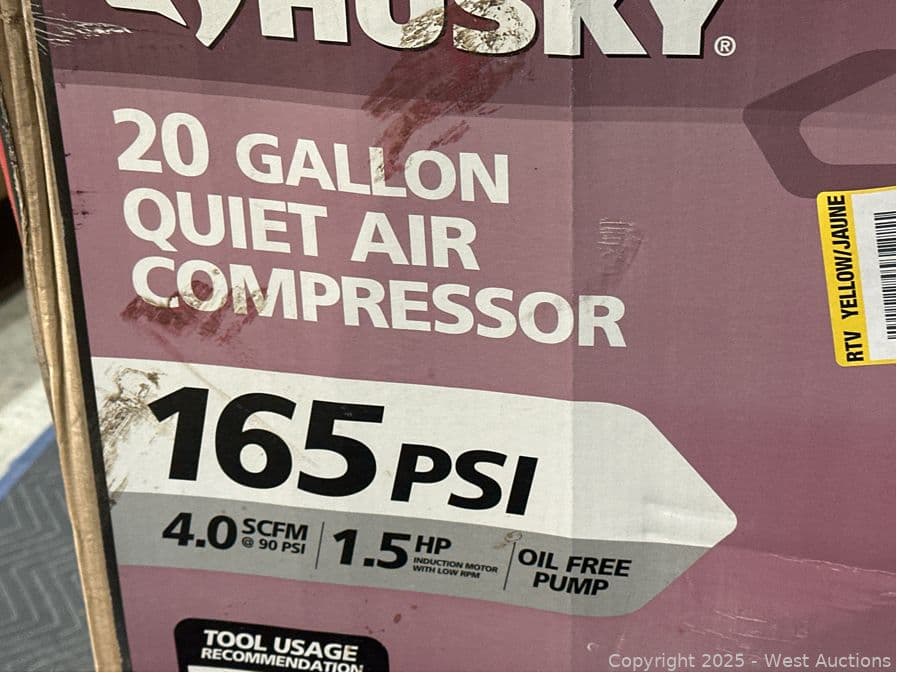 HUSKY®
20 GALLON
QUIET AIR
COMPRESSOR
RTV YELLOW/JAUNE
165 PSI
4.0 SCFM @ 90 PSI
1.5 HP INDUCTION MOTOR WITH LOW RPM
OIL FREE
PUMP
TOOL USAGE
RECOMMENDATION
Copyright 2025 - West Auctions